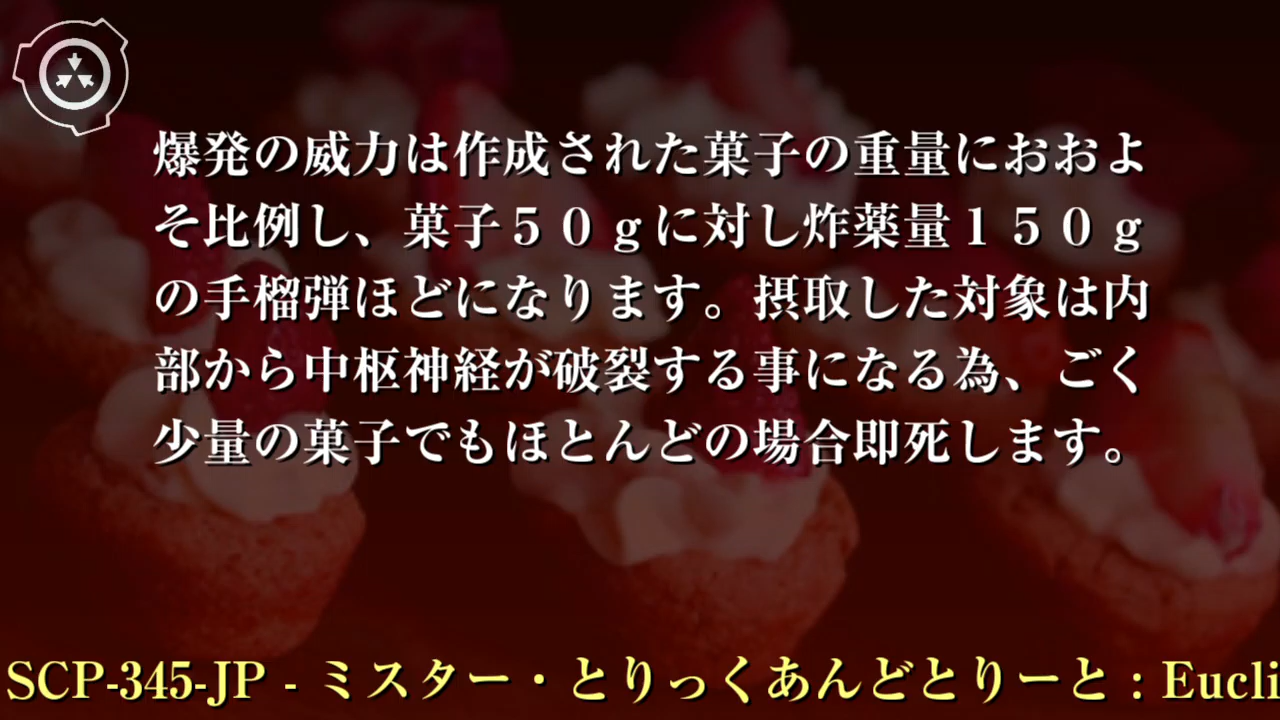 爆発の威力は作成された菓子の重量におおよ
そ比例し、菓子５０ｇに対し炸薬量１５０ｇ
の手榴弾ほどになります。摂取した対象は内
部から中枢神経が破裂する事になる為、ごく
少量の菓子でもほとんどの場合即死します。
SCP-345-JP - ミスター・とりっくあんどとりーと : Eucli